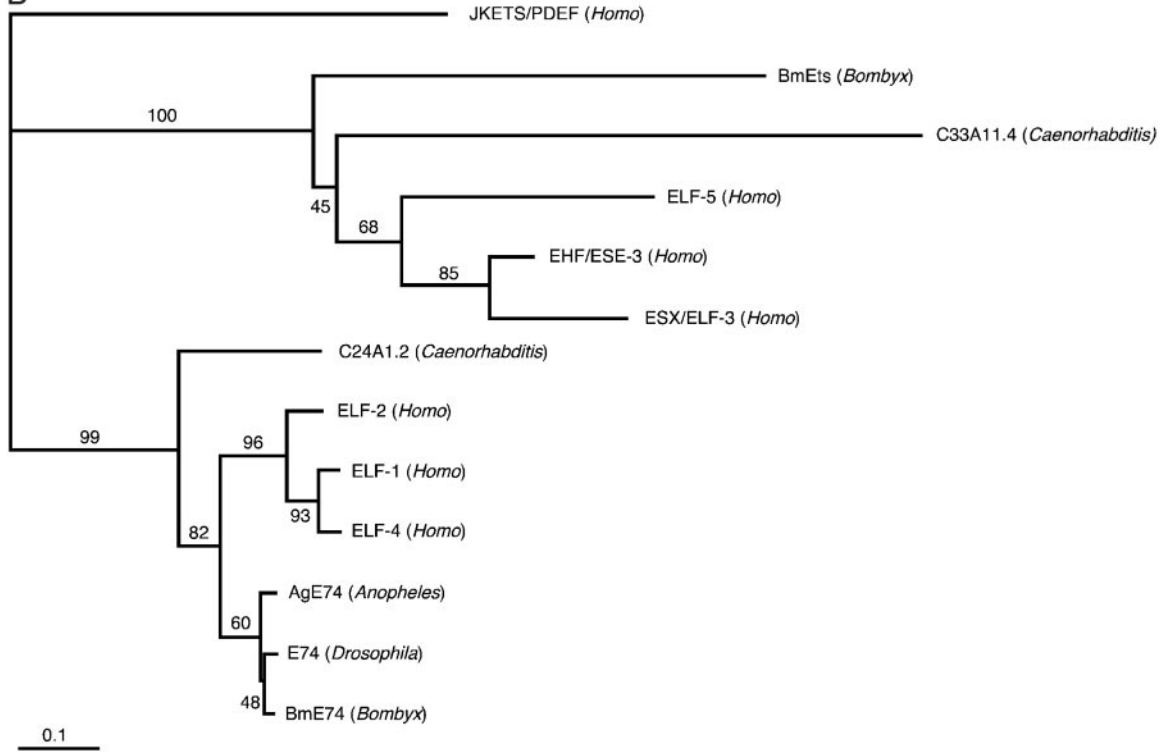 JKETS/PDEF (Homo)
BmEts (Bombyx)
100
C33A11.4 (Caenorhabditis)
ELF-5 (Homo)
45
68
EHF/ESE-3 (Homo)
85
ESX/ELF-3 (Homo)
C24A1.2 (Caenorhabditis)
ELF-2 (Homo)
99
96
ELF-1 (Homo)
93
ELF-4 (Homo)
82
AgE74 (Anopheles)
60
E74 (Drosophila)
48
BmE74 (Bombyx)
0.1